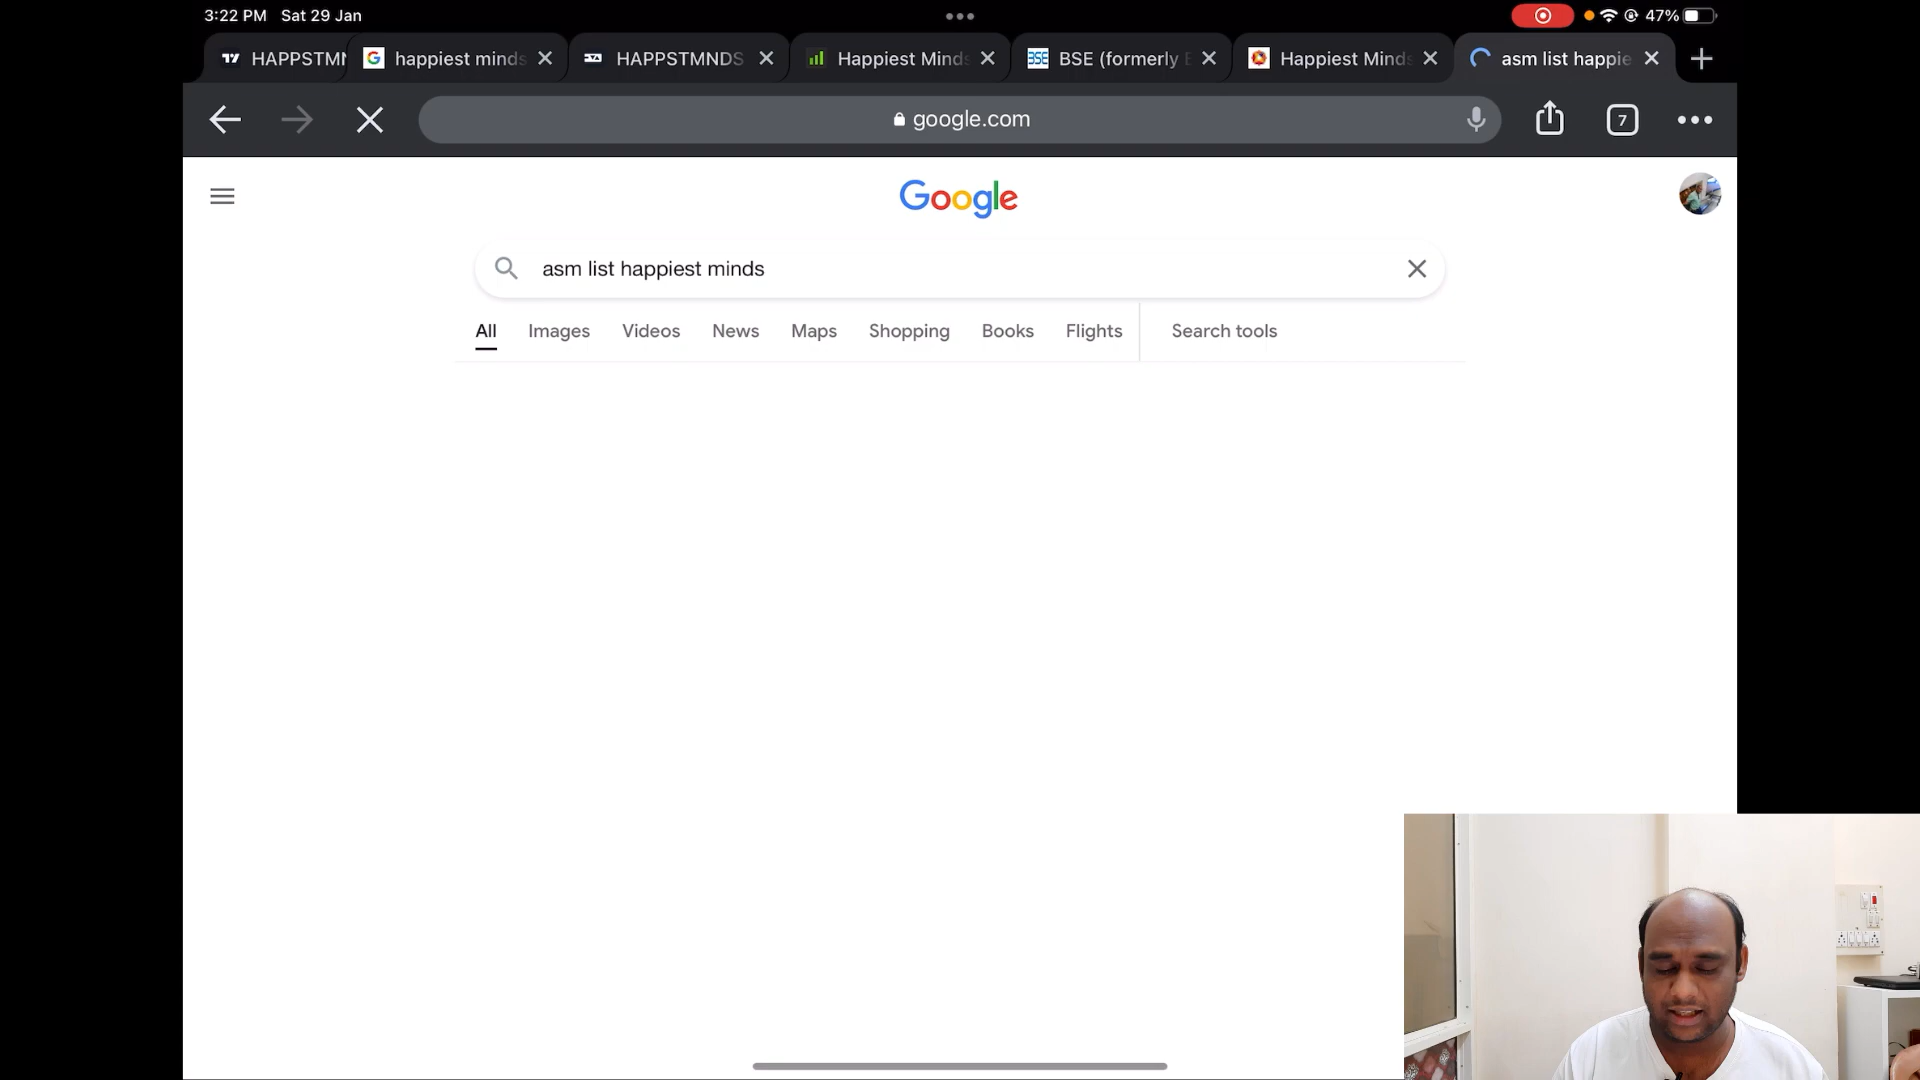 3:22 PM Sat 29 Jan
47%
HAPPSTM
happiest minds
HAPPSTMNDS
Happiest Minds
BSE (formerly
Happiest Minds
asm list happie
google.com
7
Google
asm list happiest minds
All Images Videos News Maps Shopping Books Flights Search tools